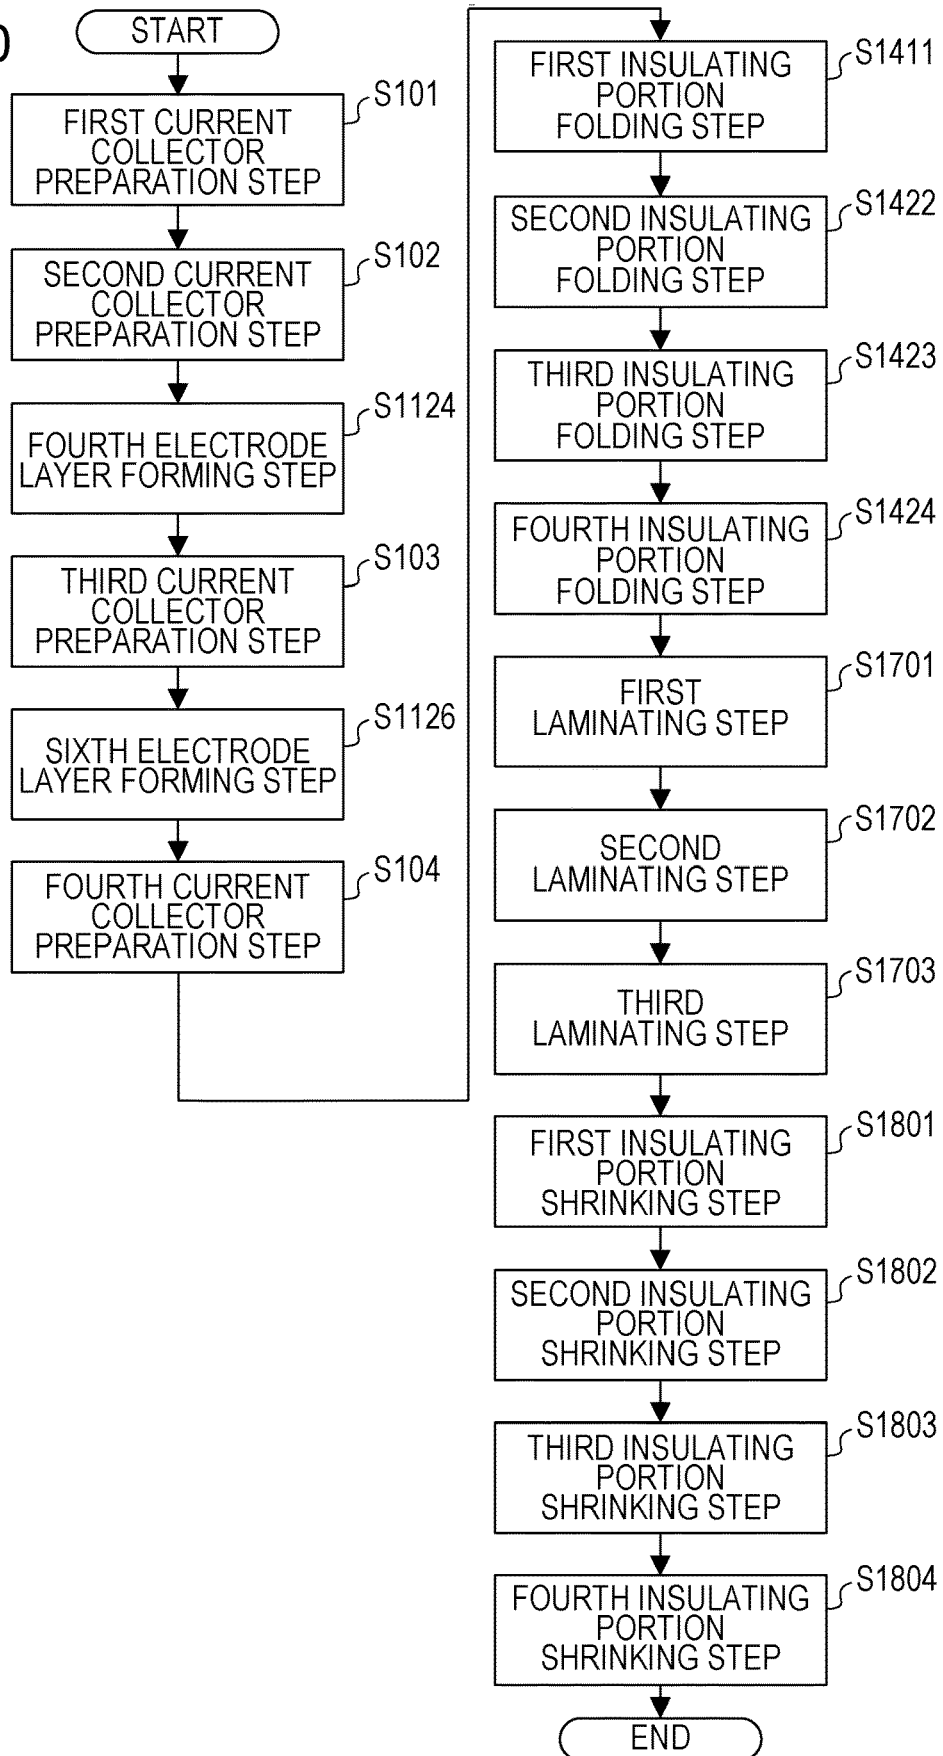 START
FIRST CURRENT
COLLECTOR
PREPARATION STEP
S101
SECOND CURRENT
COLLECTOR
PREPARATION STEP
S102
FOURTH ELECTRODE
LAYER FORMING STEP
S1124
THIRD CURRENT
COLLECTOR
PREPARATION STEP
S103
SIXTH ELECTRODE
LAYER FORMING STEP
S1126
FOURTH CURRENT
COLLECTOR
PREPARATION STEP
S104
FIRST INSULATING
PORTION
FOLDING STEP
S1411
SECOND INSULATING
PORTION
FOLDING STEP
S1422
THIRD INSULATING
PORTION
FOLDING STEP
S1423
FOURTH INSULATING
PORTION
FOLDING STEP
S1424
FIRST
LAMINATING STEP
S1701
SECOND
LAMINATING STEP
S1702
THIRD
LAMINATING STEP
S1703
FIRST INSULATING
PORTION
SHRINKING STEP
S1801
SECOND INSULATING
PORTION
SHRINKING STEP
S1802
THIRD INSULATING
PORTION
SHRINKING STEP
S1803
FOURTH INSULATING
PORTION
SHRINKING STEP
S1804
END